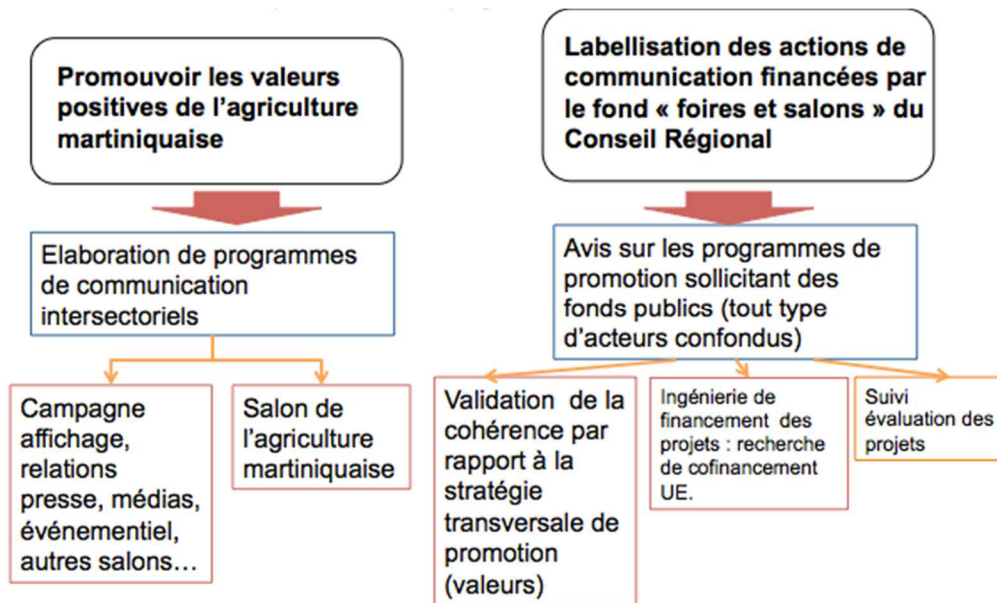 Promouvoir les valeurs
positives de l'agriculture
martiniquaise
Labellisation des actions de
communication financées par
le fond « foires et salons » du
Conseil Régional
Elaboration de programmes
de communication
intersectoriels
Avis sur les programmes de
promotion sollicitant des
fonds publics (tout type
d'acteurs confondus)
Campagne
affichage,
relations
presse, médias,
événementiel,
autres salons…
Salon de
l'agriculture
martiniquaise
Validation de la
cohérence par
rapport à la
stratégie
transversale de
promotion
(valeurs)
Ingénierie de
financement des
projets : recherche
de cofinancement
UE.
Suivi
évaluation des
projets